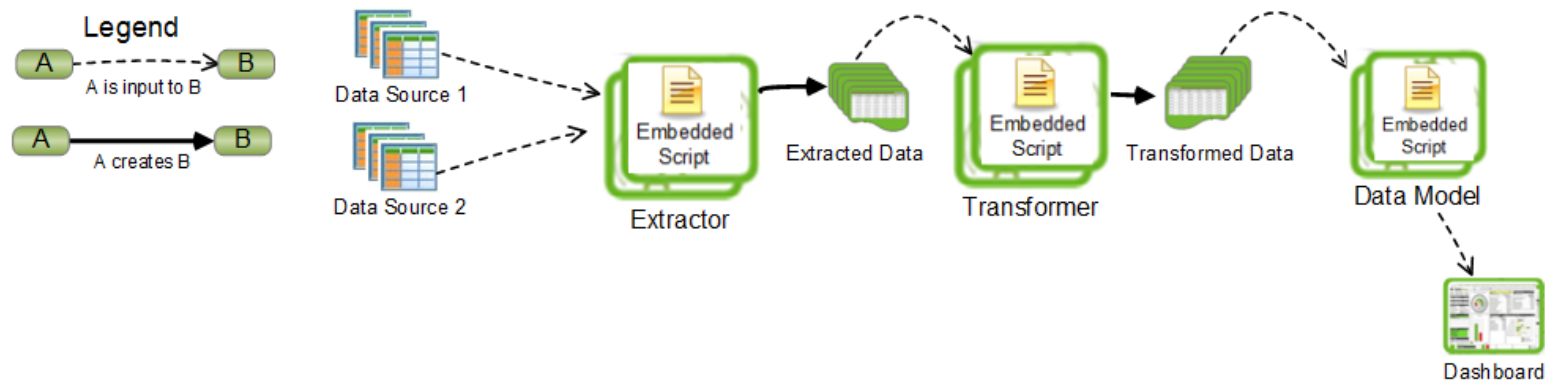 Legend
A
B
A is input to B
A
B
A creates B
Data Source 1
Data Source 2
Embedded
Script
Extractor
Extracted Data
Embedded
Script
Transformer
Transformed Data
Embedded
Script
Data Model
Dashboard